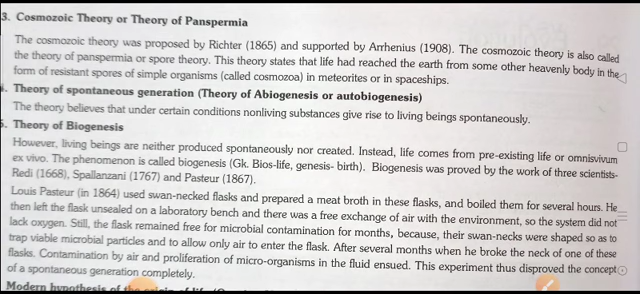 3. Cosmozoic Theory or Theory of Panspermia
The cosmozoic theory was proposed by Richter (1865) and supported by Arrhenius (1908). The cosmozoic theory is also called
the theory of panspermia or spore theory. This theory states that life had reached the earth from some other heavenly body in the
form of resistant spores of simple organisms (called cosmozoa) in meteorites or in spaceships.
. Theory of spontaneous generation (Theory of Abiogenesis or autobiogenesis)
The theory believes that under certain conditions nonliving substances give rise to living beings spontaneously.
5. Theory of Biogenesis
However, living beings are neither produced spontaneously nor created. Instead, life comes from pre-existing life or omnisvivum
ex vivo. The phenomenon is called biogenesis (Gk. Bios-life, genesis- birth). Biogenesis was proved by the work of three scientists-
Redi (1668), Spallanzani (1767) and Pasteur (1867).
Louis Pasteur (in 1864) used swan-necked flasks and prepared a meat broth in these flasks, and boiled them for several hours. He
then left the flask unsealed on a laboratory bench and there was a free exchange of air with the environment, so the system did not
lack oxygen. Still, the flask remained free for microbial contamination for months, because, their swan-necks were shaped so as to
trap viable microbial particles and to allow only air to enter the flask. After several months when he broke the neck of one of these
flasks. Contamination by air and proliferation of micro-organisms in the fluid ensued. This experiment thus disproved the concept
of a spontaneous generation completely.
Modern hypothesis of the origin of life